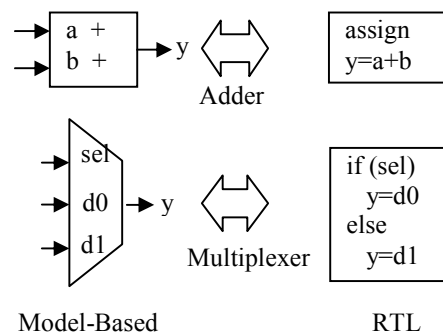 a +
b +
y
Adder
assign
y=a+b
sel
d0
d1
y
Multiplexer
if (sel)
y=d0
else
y=d1
Model-Based
RTL